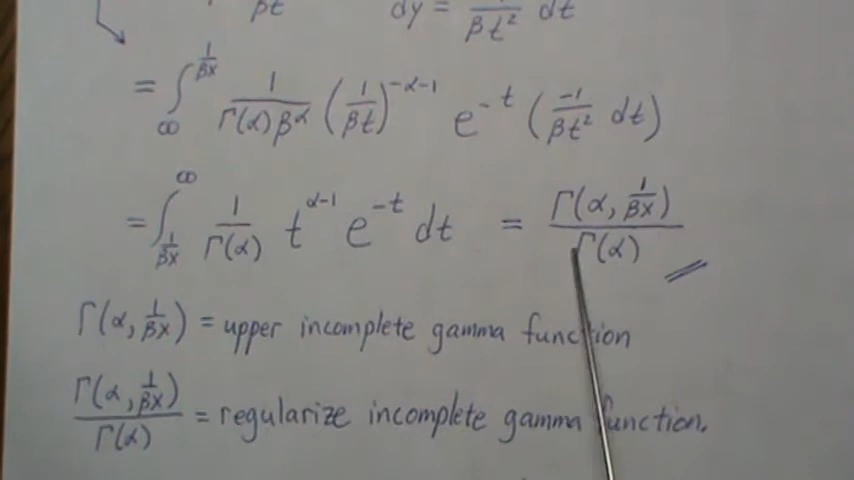 βt dy = 1/βt² dt
= ∫_∞^{1/βx} 1/(Γ(α)β^α) (1/βt)^{-α-1} e^{-t} (-1/βt² dt)
= ∫_{1/βx}^∞ 1/Γ(α) t^{α-1} e^{-t} dt = Γ(α, 1/βx)/Γ(α)
Γ(α, 1/βx) = upper incomplete gamma function
Γ(α, 1/βx)/Γ(α) = regularize incomplete gamma function.